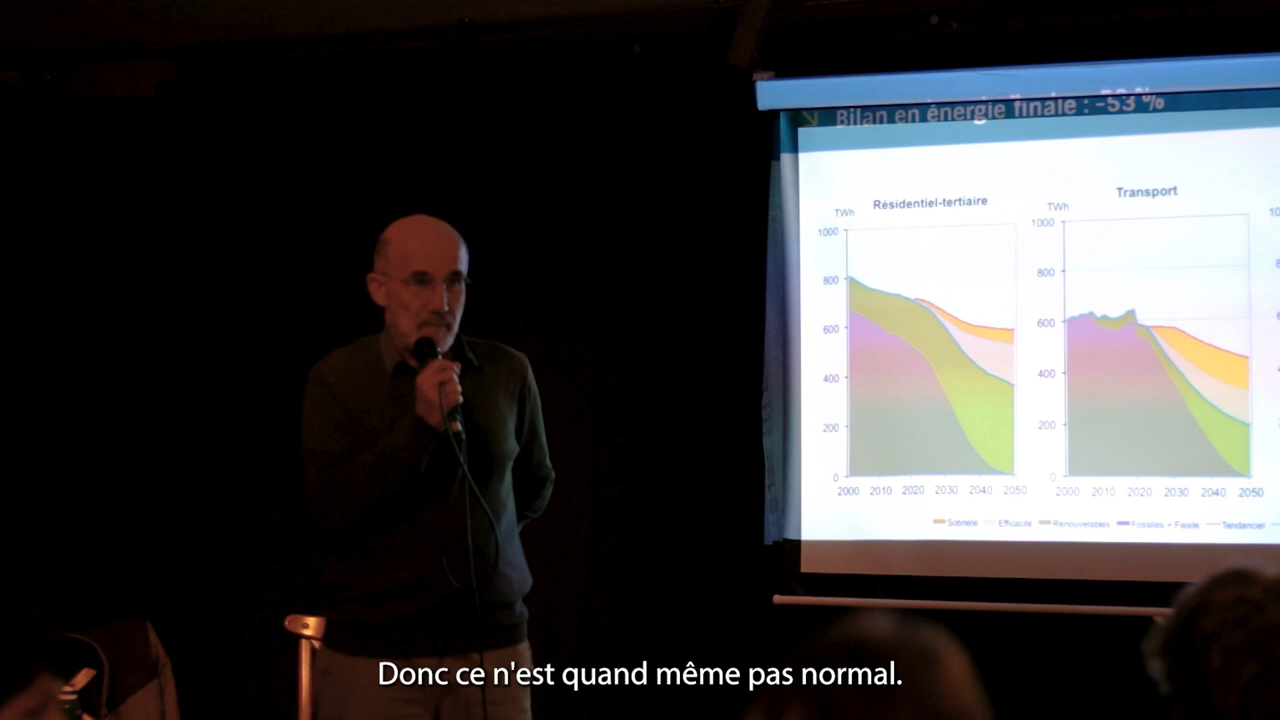 Bilan en énergie finale : -53 %
Résidentiel-tertiaire
Transport
TWh
TWh
1000
800
600
400
200
0
1000
800
600
400
200
0
2000 2010 2020 2030 2040 2050
2000 2010 2020 2030 2040 2050
Sobriété Efficacité Renouvelables Fossiles + Fissile Tendanciel
Donc ce n'est quand même pas normal.